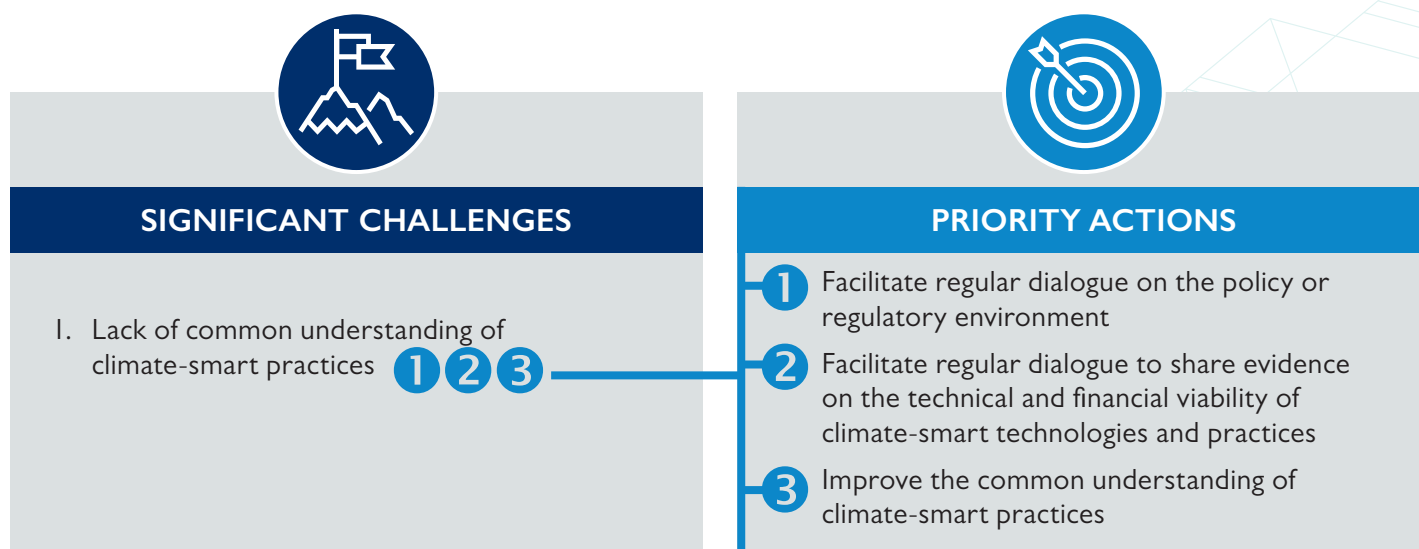 SIGNIFICANT CHALLENGES
1. Lack of common understanding of
climate-smart practices 1 2 3
PRIORITY ACTIONS
1 Facilitate regular dialogue on the policy or
regulatory environment
2 Facilitate regular dialogue to share evidence
on the technical and financial viability of
climate-smart technologies and practices
3 Improve the common understanding of
climate-smart practices